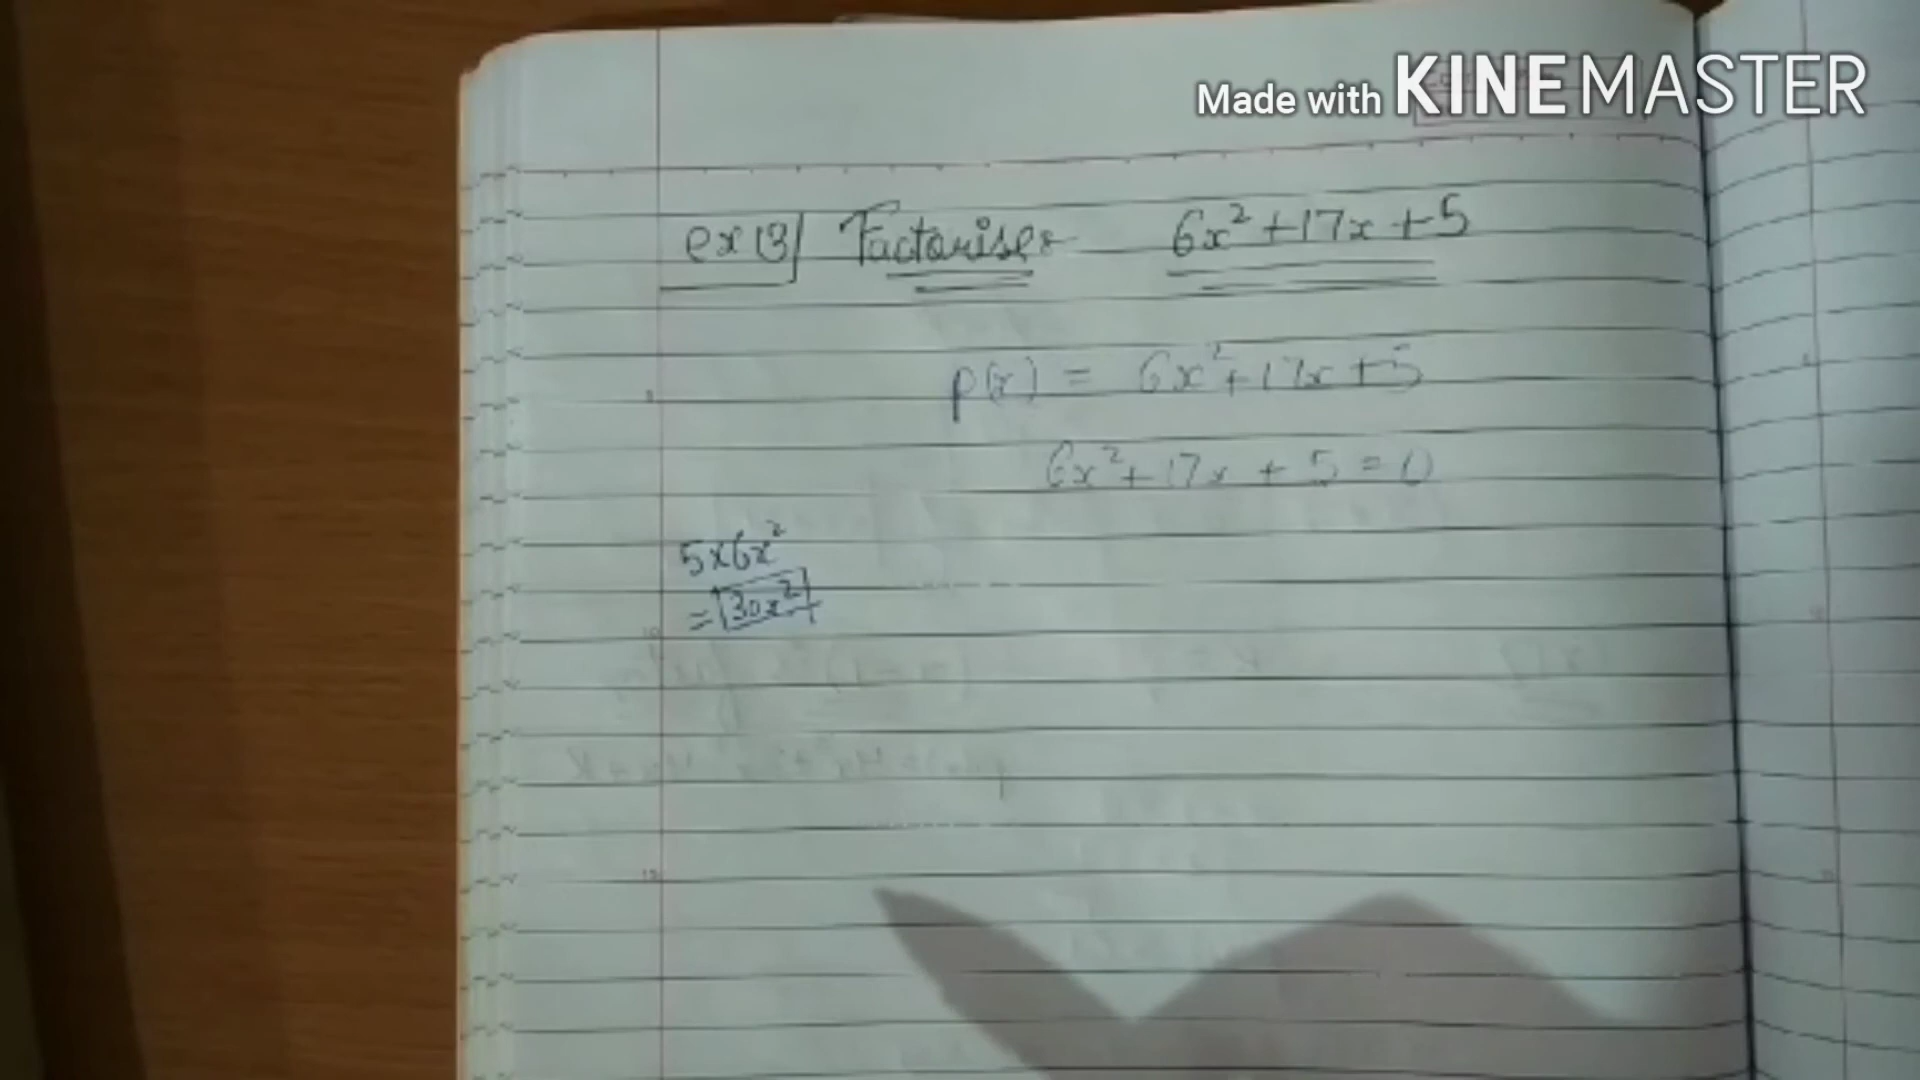 Made with KINEMASTER
ex 13) Factorise:- 6x² + 17x + 5
p(x) = 6x² + 17x + 5
6x² + 17x + 5 = 0
5x6x²
= 30x²